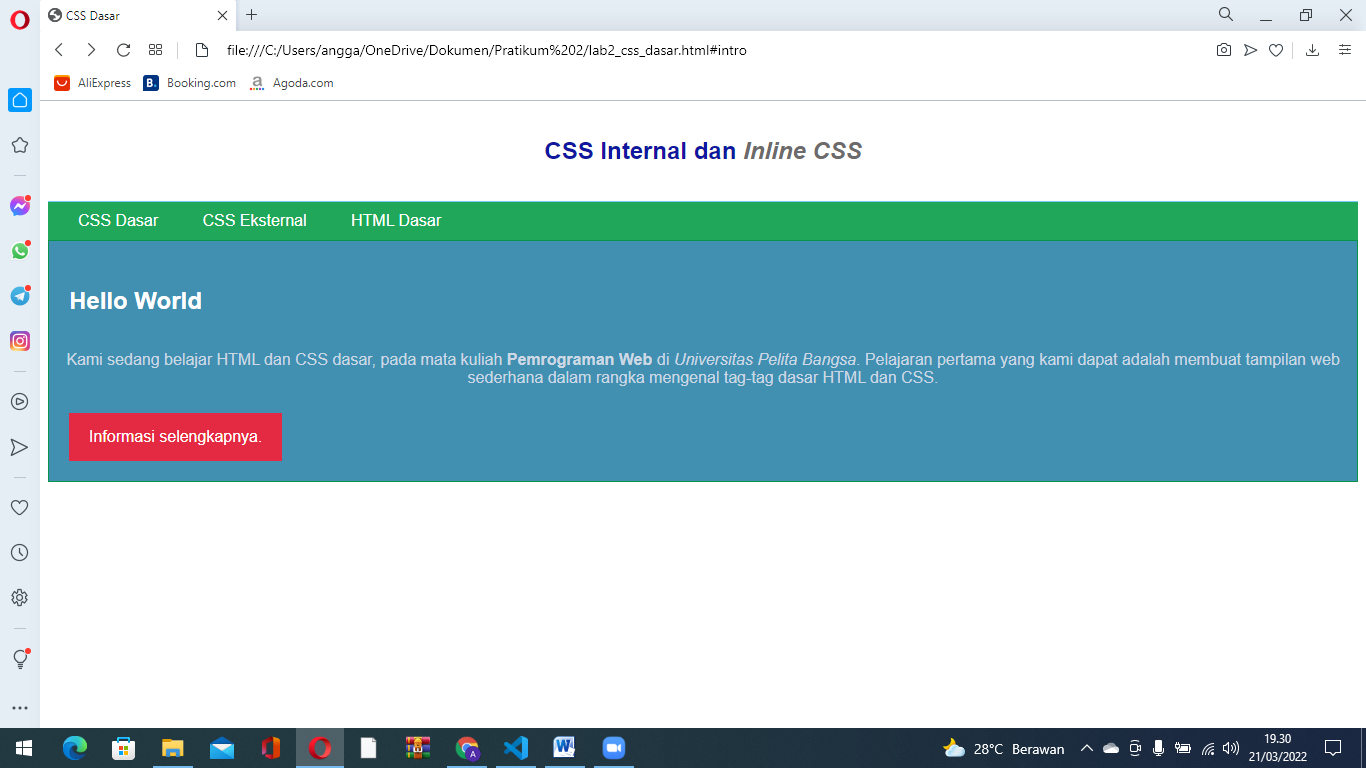 CSS Dasar
file:///C:/Users/angga/OneDrive/Dokumen/Pratikum%202/lab2_css_dasar.html#intro
AliExpress B. Booking.com a Agoda.com
CSS Internal dan Inline CSS
CSS Dasar CSS Eksternal HTML Dasar
Hello World
Kami sedang belajar HTML dan CSS dasar, pada mata kuliah Pemrograman Web di Universitas Pelita Bangsa. Pelajaran pertama yang kami dapat adalah membuat tampilan web
sederhana dalam rangka mengenal tag-tag dasar HTML dan CSS.
Informasi selengkapnya.
A
W
28°C Berawan
19.30
21/03/2022